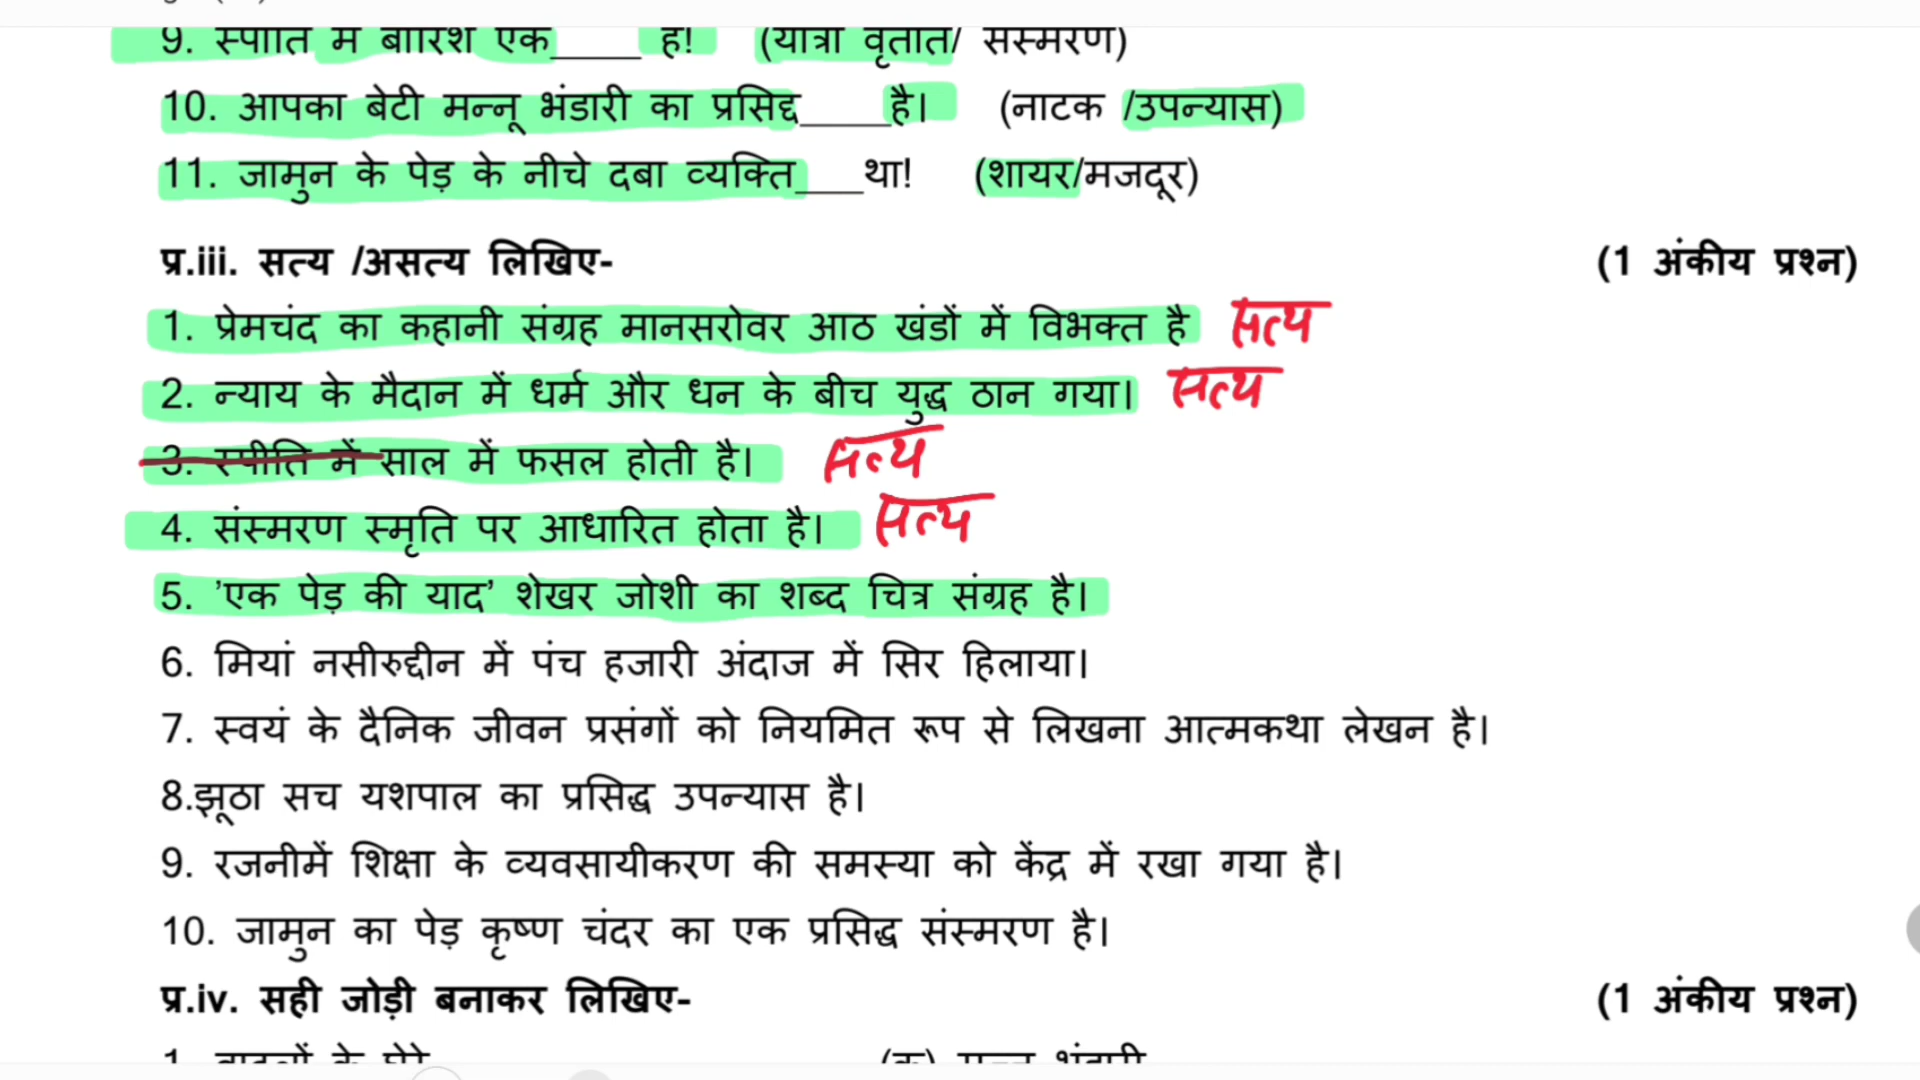 9. स्पीति में बारिश एक_____ है! (यात्रा वृतांत/ संस्मरण)
10. आपका बेटी मन्नू भंडारी का प्रसिद्द_____है। (नाटक /उपन्यास)
11. जामुन के पेड़ के नीचे दबा व्यक्ति____था! (शायर/मजदूर)
प्र.iii. सत्य /असत्य लिखिए- (1 अंकीय प्रश्न)
1. प्रेमचंद का कहानी संग्रह मानसरोवर आठ खंडों में विभक्त है सत्य
2. न्याय के मैदान में धर्म और धन के बीच युद्ध ठान गया। सत्य
3. स्पीति में साल में फसल होती है। सत्य
4. संस्मरण स्मृति पर आधारित होता है। सत्य
5. ’एक पेड़ की याद’ शेखर जोशी का शब्द चित्र संग्रह है।
6. मियां नसीरुद्दीन में पंच हजारी अंदाज में सिर हिलाया।
7. स्वयं के दैनिक जीवन प्रसंगों को नियमित रूप से लिखना आत्मकथा लेखन है।
8.झूठा सच यशपाल का प्रसिद्ध उपन्यास है।
9. रजनीमें शिक्षा के व्यवसायीकरण की समस्या को केंद्र में रखा गया है।
10. जामुन का पेड़ कृष्ण चंदर का एक प्रसिद्ध संस्मरण है।
प्र.iv. सही जोड़ी बनाकर लिखिए- (1 अंकीय प्रश्न)